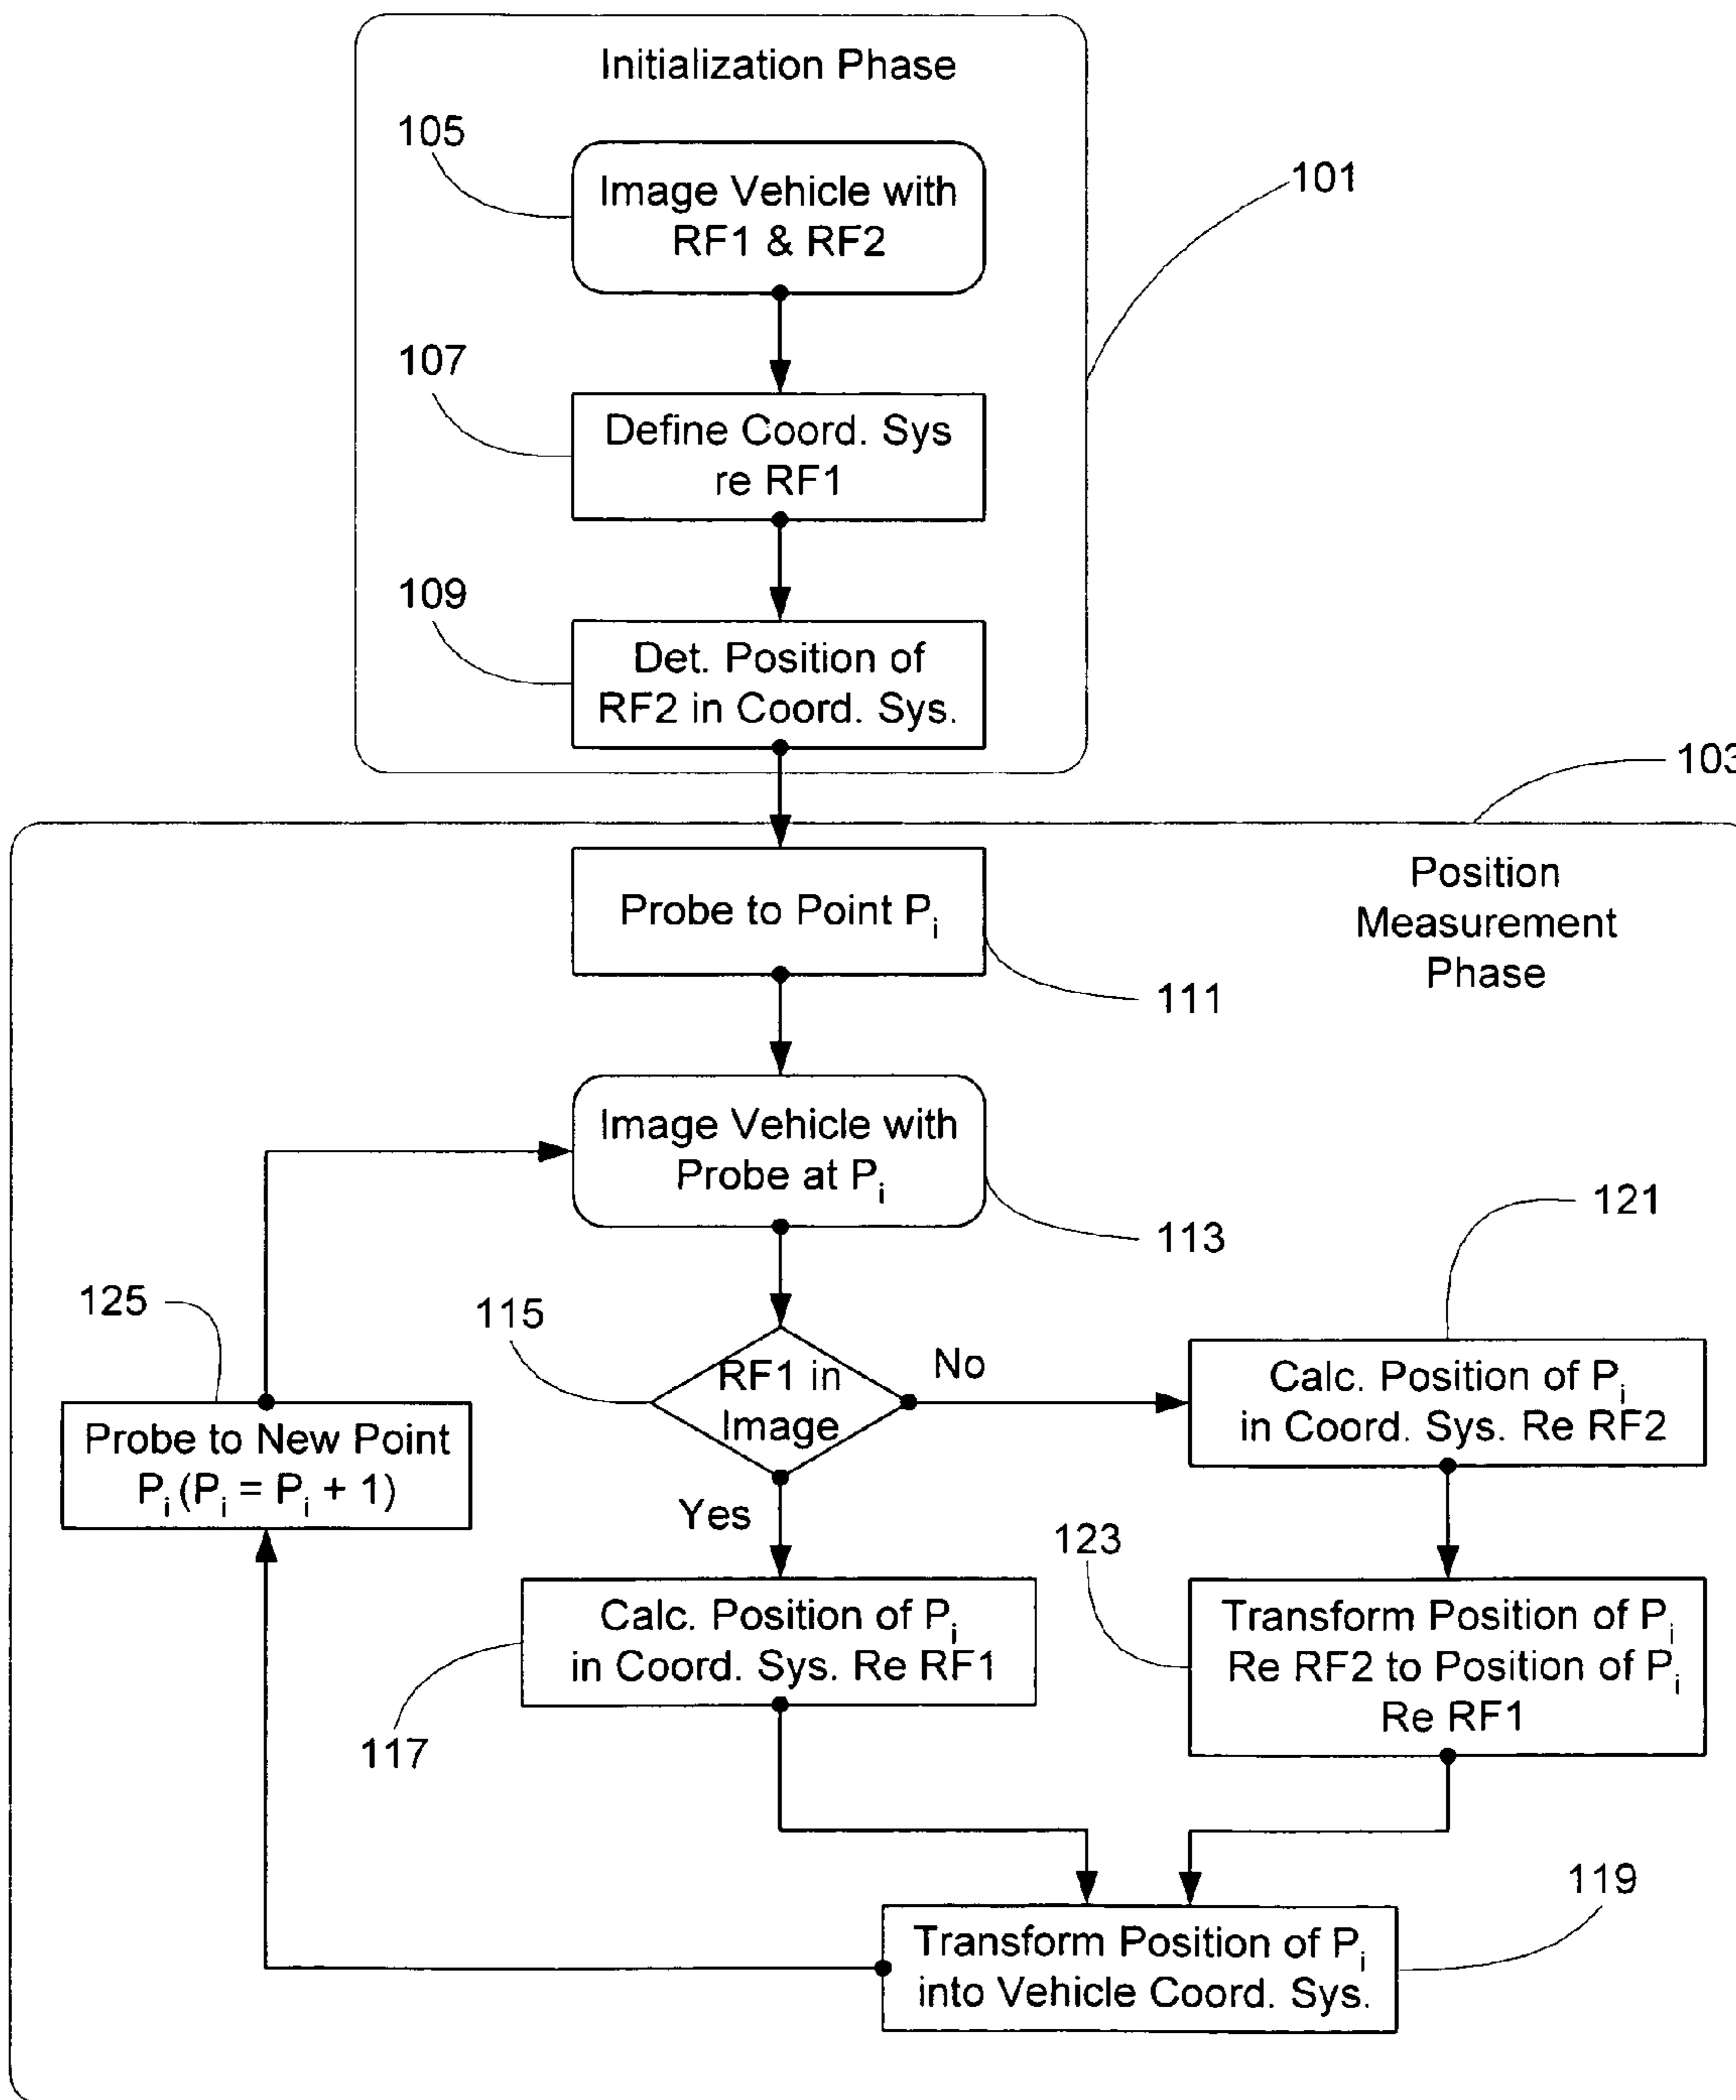 Initialization Phase
105
Image Vehicle with
RF1 & RF2
101
107
Define Coord. Sys
re RF1
109
Det. Position of
RF2 in Coord. Sys.
103
Position
Measurement
Phase
Probe to Point Pi
111
Image Vehicle with
Probe at Pi
113
121
125
115
RF1 in
Image
No
Yes
Calc. Position of Pi
in Coord. Sys. Re RF2
Probe to New Point
Pi (Pi = Pi + 1)
123
Calc. Position of Pi
in Coord. Sys. Re RF1
117
Transform Position of Pi
Re RF2 to Position of Pi
Re RF1
119
Transform Position of Pi
into Vehicle Coord. Sys.